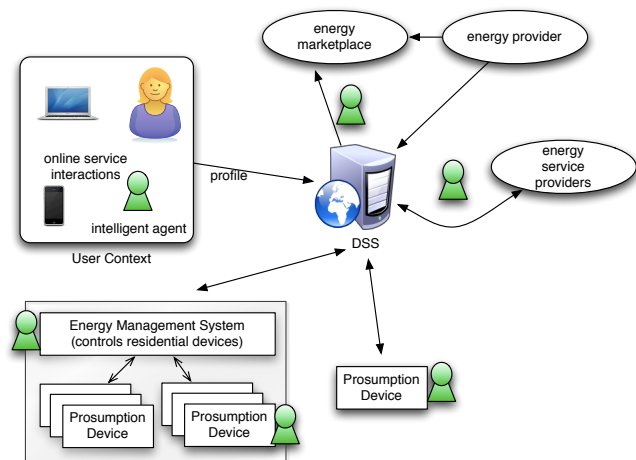 energy
marketplace
energy provider
online service
interactions
intelligent agent
User Context
profile
energy
service
providers
DSS
Energy Management System
(controls residential devices)
Prosumption
Device
Prosumption
Device
Prosumption
Device